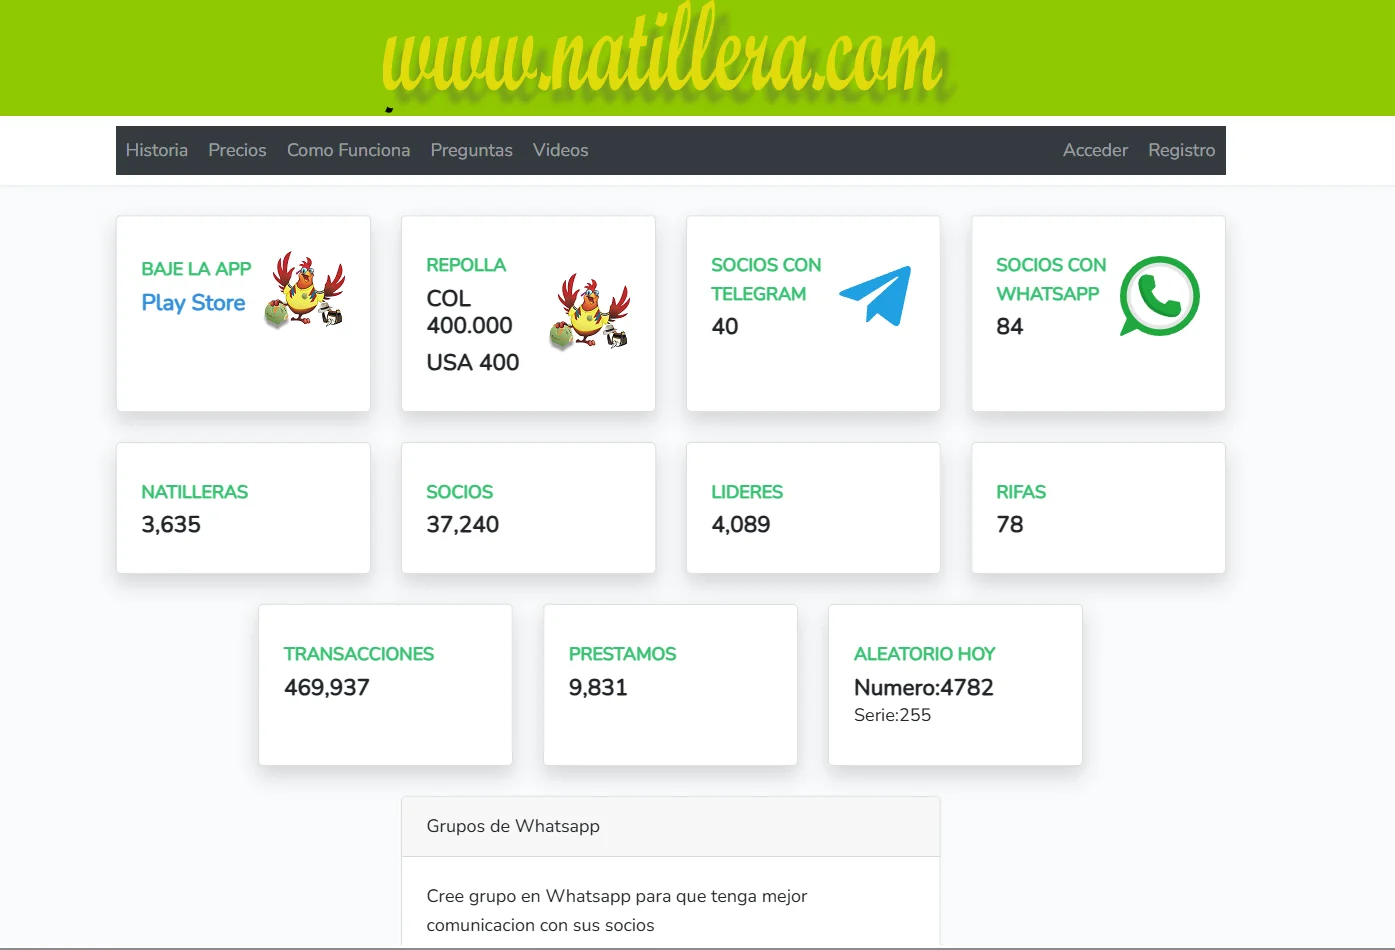 www.natillera.com
Historia Precios Como Funciona Preguntas Videos Acceder Registro
BAJE LA APP
Play Store
REPOLLA
COL
400.000
USA 400
SOCIOS CON
TELEGRAM
40
SOCIOS CON
WHATSAPP
84
NATILLERAS
3,635
SOCIOS
37,240
LIDERES
4,089
RIFAS
78
TRANSACCIONES
469,937
PRESTAMOS
9,831
ALEATORIO HOY
Numero:4782
Serie:255
Grupos de Whatsapp
Cree grupo en Whatsapp para que tenga mejor
comunicacion con sus socios